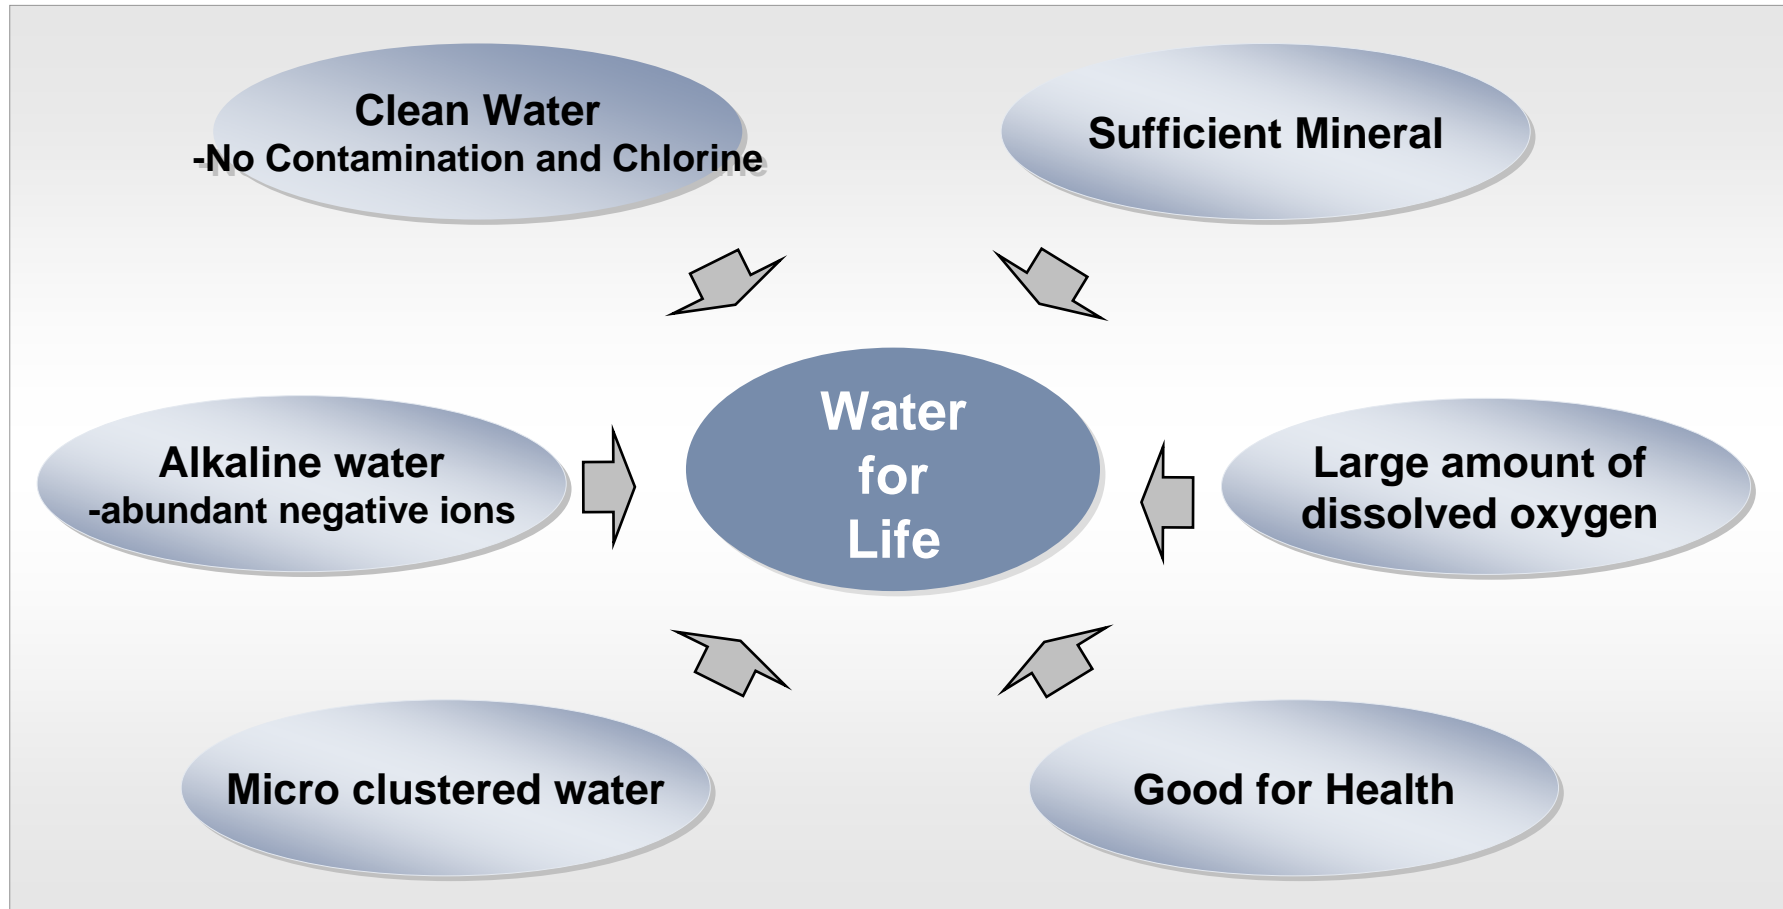 Clean Water
-No Contamination and Chlorine
Sufficient Mineral
Water
for
Life
Alkaline water
-abundant negative ions
Large amount of
dissolved oxygen
Micro clustered water
Good for Health